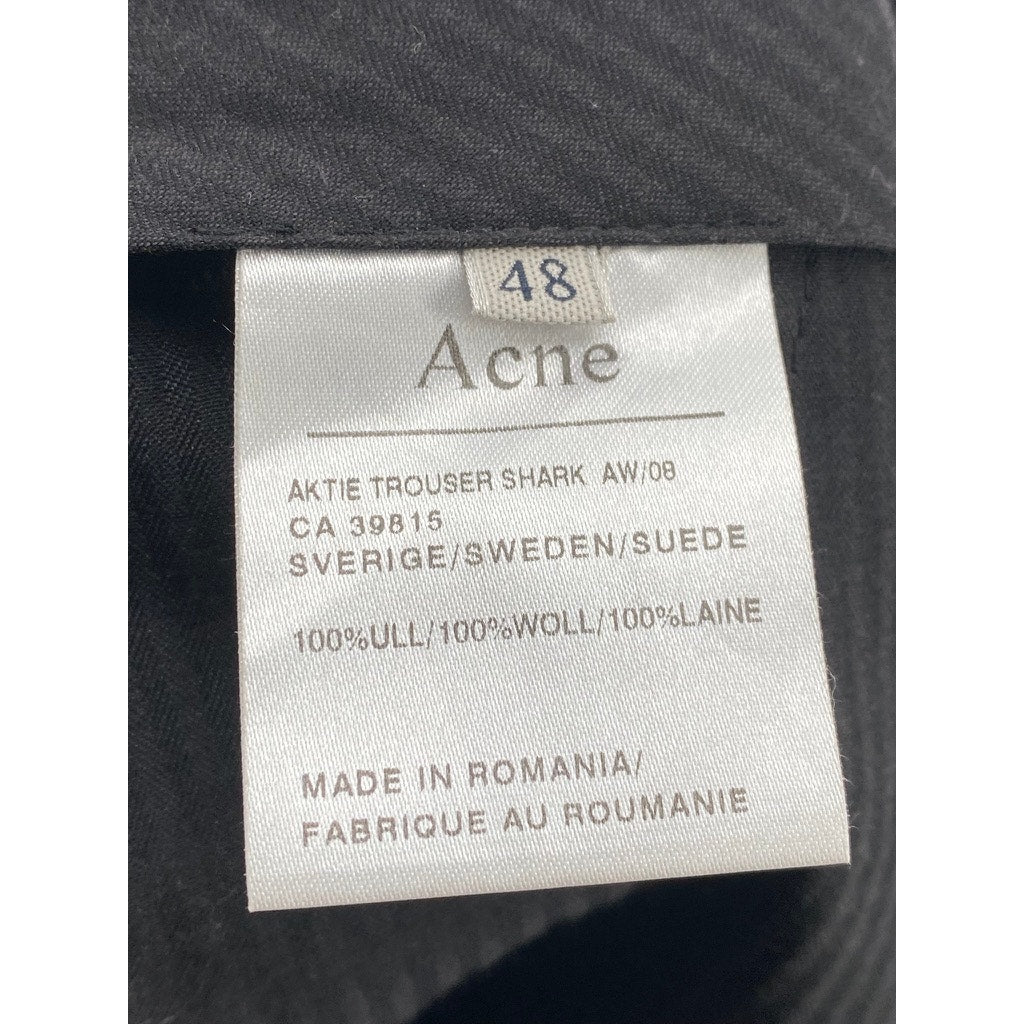 48
Acne
AKTIE TROUSER SHARK AW/08
CA 39815
SVERIGE/SWEDEN/SUEDE
100%ULL/100%WOLL/100%LAINE
MADE IN ROMANIA/
FABRIQUE AU ROUMANIE